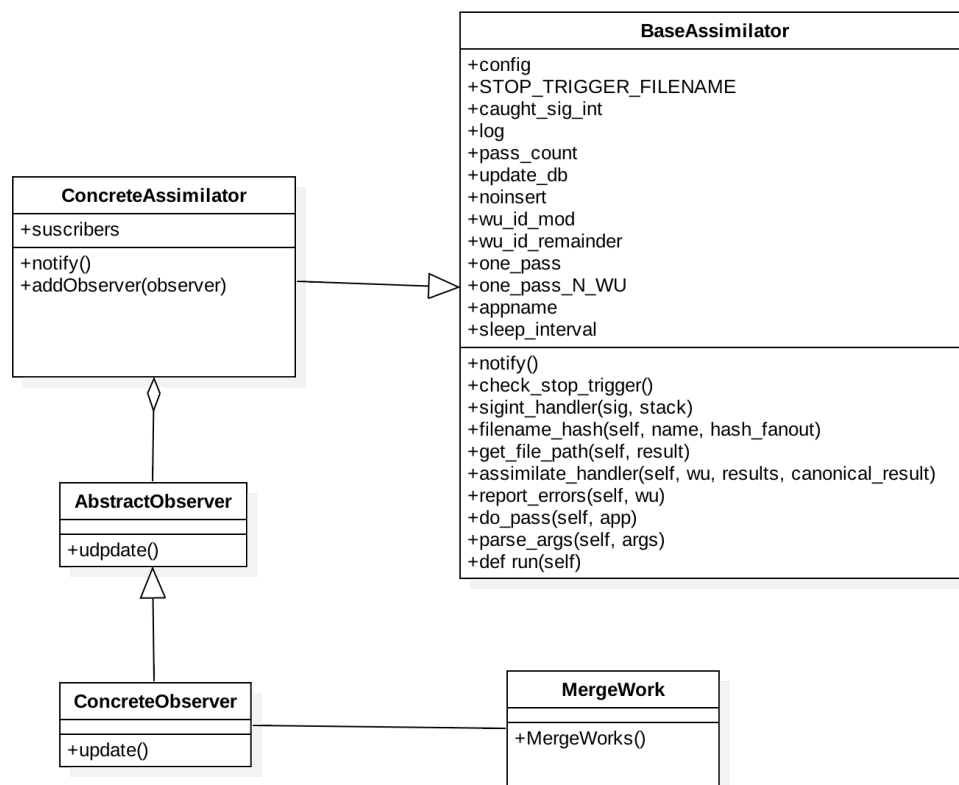 BaseAssimilator
+config
+STOP_TRIGGER_FILENAME
+caught_sig_int
+log
+pass_count
+update_db
+noinsert
+wu_id_mod
+wu_id_remainder
+one_pass
+one_pass_N_WU
+appname
+sleep_interval
+notify()
+check_stop_trigger()
+sigint_handler(sig, stack)
+filename_hash(self, name, hash_fanout)
+get_file_path(self, result)
+assimilate_handler(self, wu, results, canonical_result)
+report_errors(self, wu)
+do_pass(self, app)
+parse_args(self, args)
+def run(self)
ConcreteAssimilator
+suscribers
+notify()
+addObserver(observer)
AbstractObserver
+udpdate()
ConcreteObserver
+update()
MergeWork
+MergeWorks()